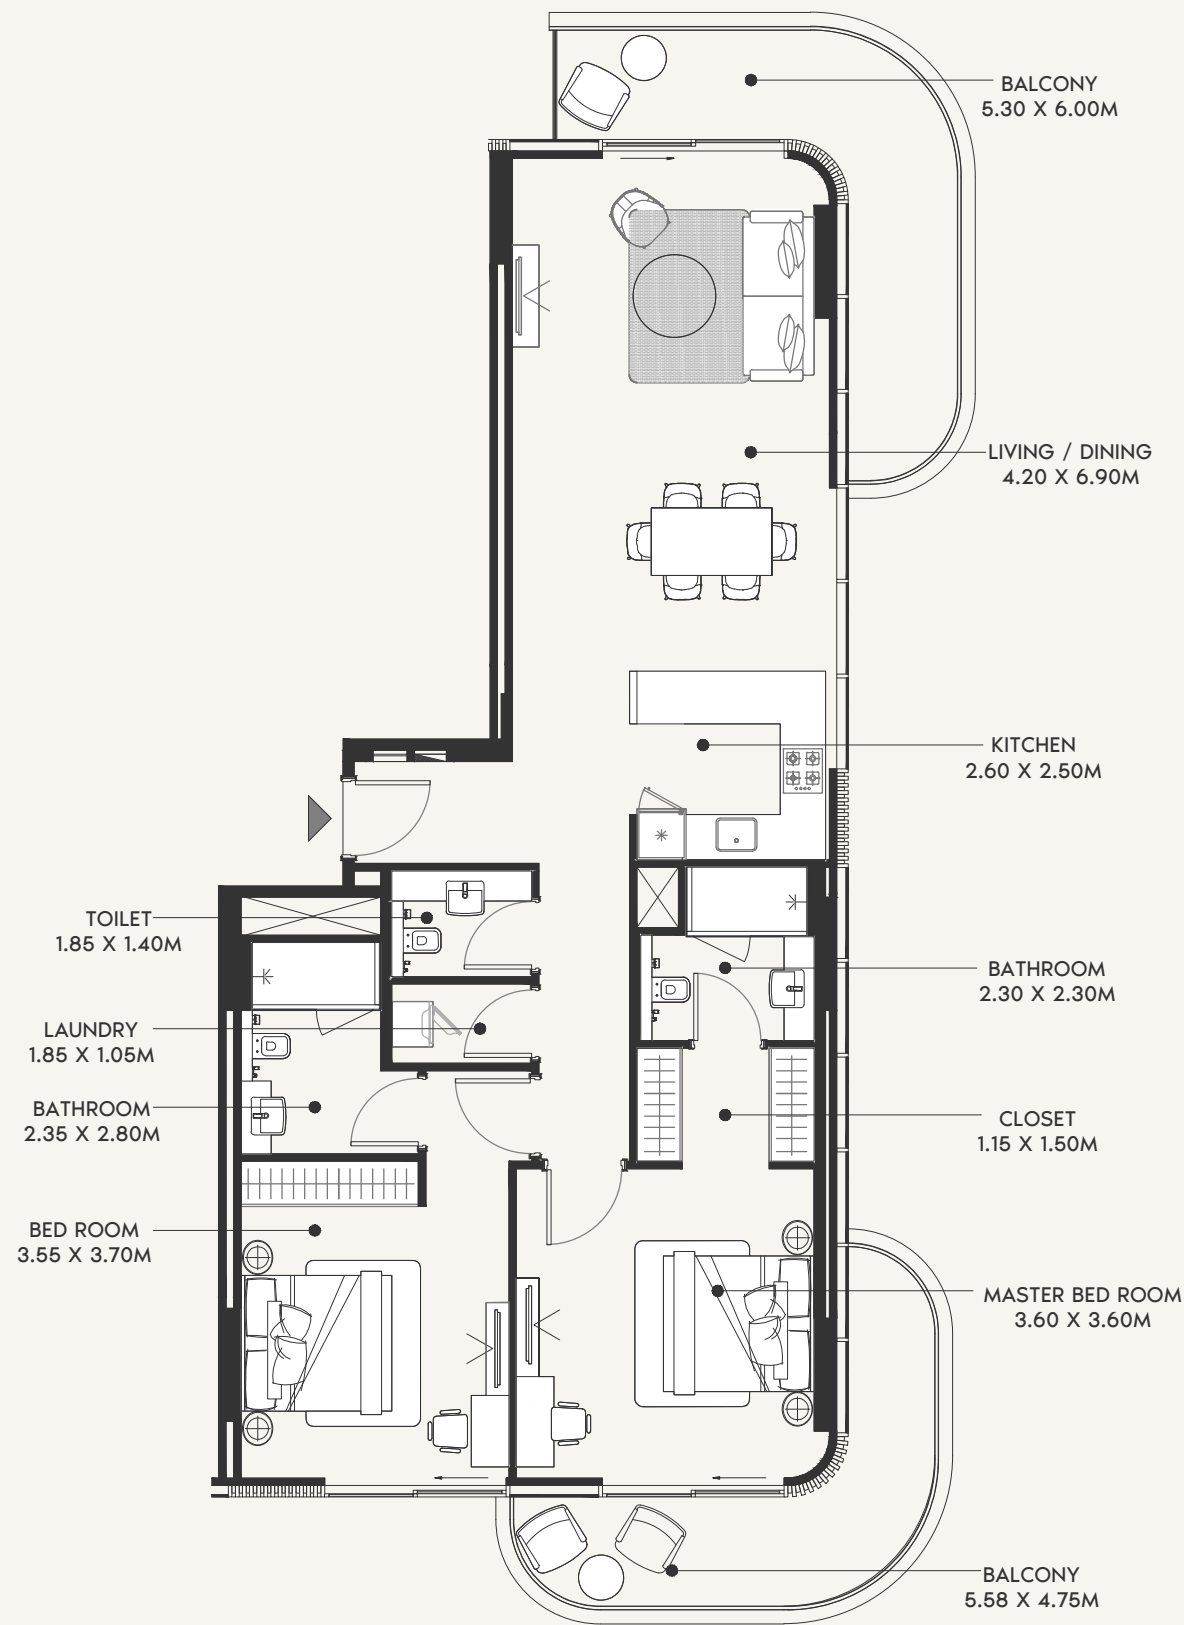 BALCONY
5.30 X 6.00M
LIVING / DINING
4.20 X 6.90M
KITCHEN
2.60 X 2.50M
TOILET
1.85 X 1.40M
BATHROOM
2.30 X 2.30M
LAUNDRY
1.85 X 1.05M
BATHROOM
2.35 X 2.80M
CLOSET
1.15 X 1.50M
BED ROOM
3.55 X 3.70M
MASTER BED ROOM
3.60 X 3.60M
BALCONY
5.58 X 4.75M